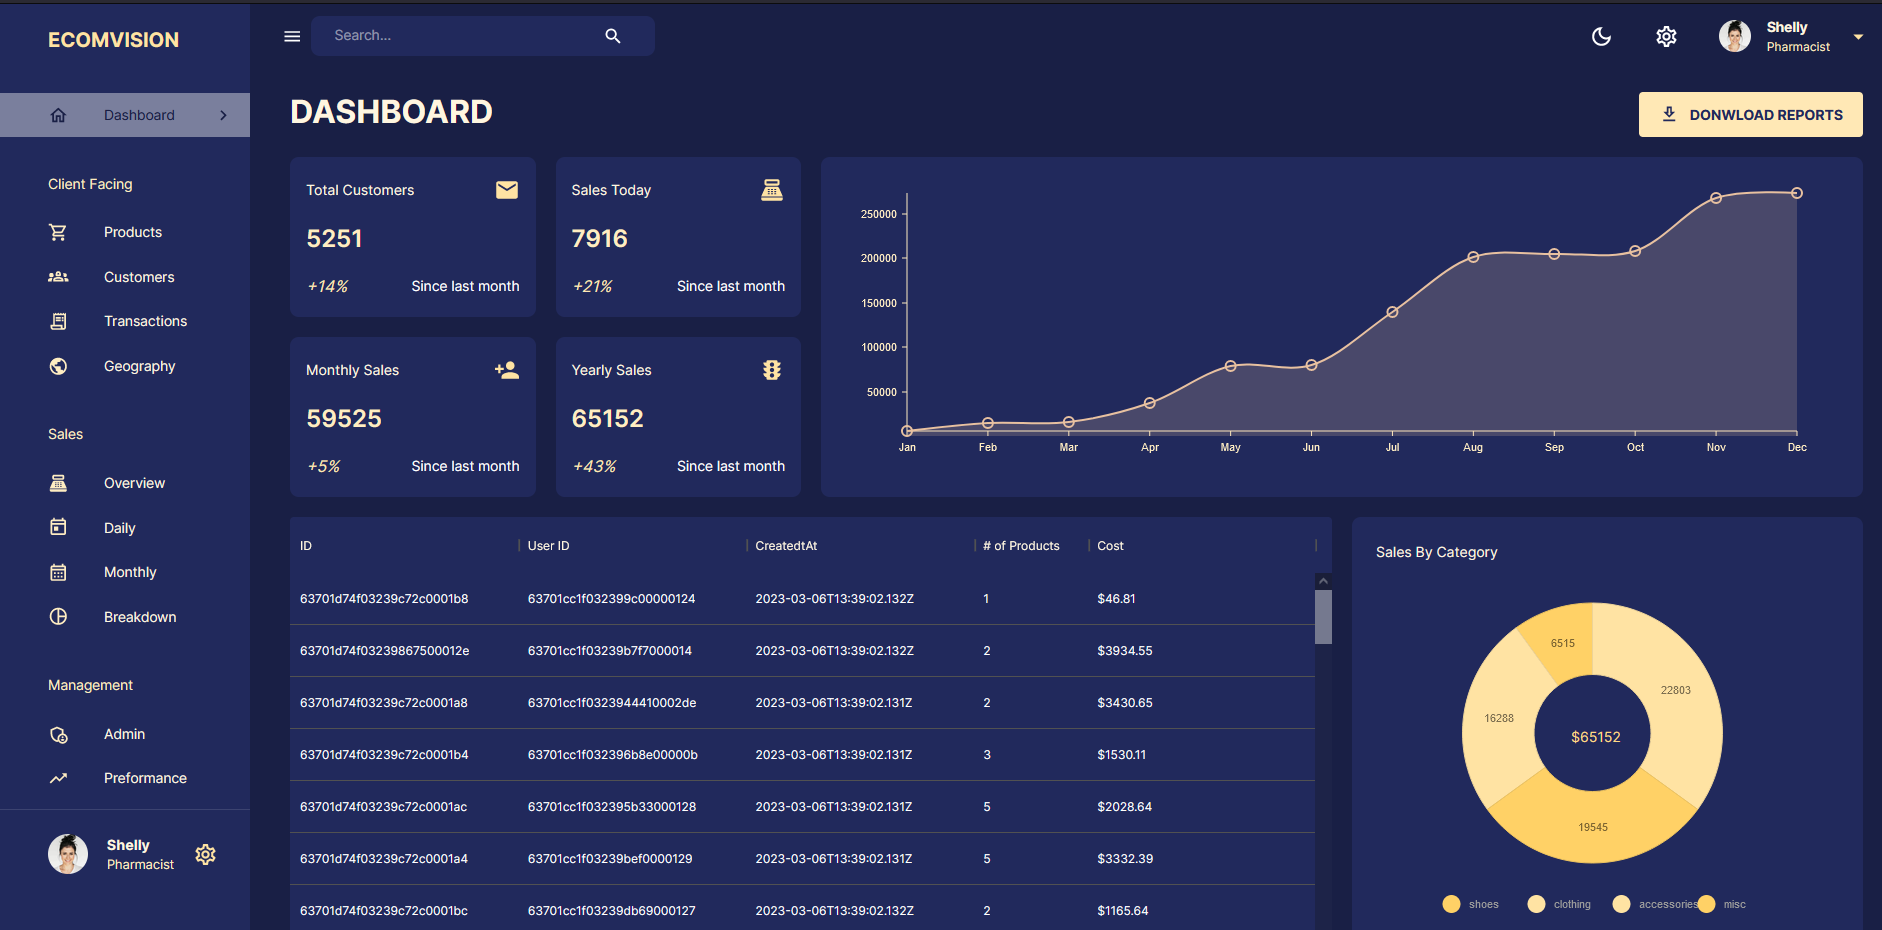 ECOMVISION
Search...
Shelly
Pharmacist
Dashboard
Client Facing
Products
Customers
Transactions
Geography
Sales
Overview
Daily
Monthly
Breakdown
Management
Admin
Preformance
Shelly
Pharmacist
DASHBOARD
DONWLOAD REPORTS
Total Customers
5251
+14% Since last month
Sales Today
7916
+21% Since last month
Monthly Sales
59525
+5% Since last month
Yearly Sales
65152
+43% Since last month
250000
200000
150000
100000
50000
Jan Feb Mar Apr May Jun Jul Aug Sep Oct Nov Dec
ID User ID CreatedtAt # of Products Cost
63701d74f03239c72c0001b8 63701cc1f032399c00000124 2023-03-06T13:39:02.132Z 1 $46.81
63701d74f03239867500012e 63701cc1f03239b7f7000014 2023-03-06T13:39:02.132Z 2 $3934.55
63701d74f03239c72c0001a8 63701cc1f0323944410002de 2023-03-06T13:39:02.131Z 2 $3430.65
63701d74f03239c72c0001b4 63701cc1f032396b8e00000b 2023-03-06T13:39:02.131Z 3 $1530.11
63701d74f03239c72c0001ac 63701cc1f032395b33000128 2023-03-06T13:39:02.131Z 5 $2028.64
63701d74f03239c72c0001a4 63701cc1f03239bef0000129 2023-03-06T13:39:02.131Z 5 $3332.39
63701d74f03239c72c0001bc 63701cc1f03239db69000127 2023-03-06T13:39:02.132Z 2 $1165.64
Sales By Category
6515
22803
16288
$65152
19545
shoes clothing accessories misc